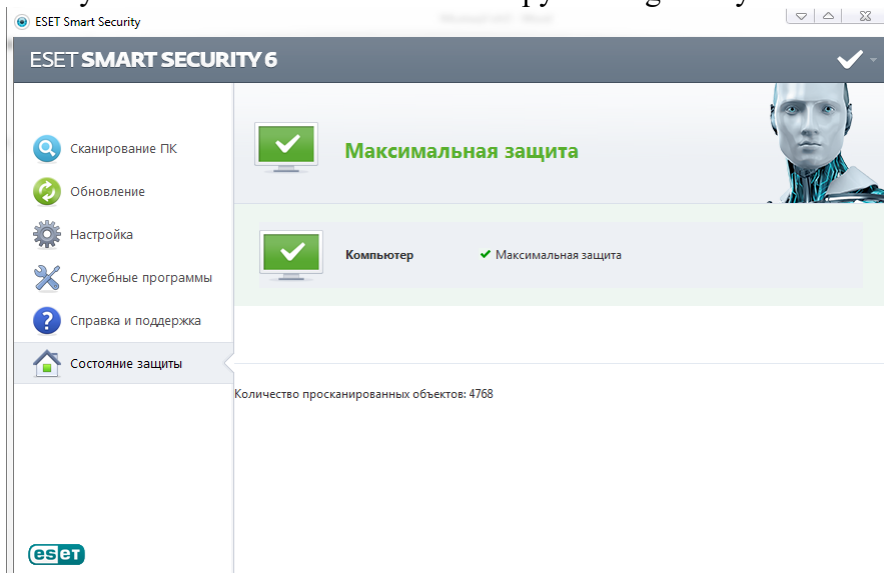 ESET Smart Security
ESET SMART SECURITY 6
Сканирование ПК
Обновление
Настройка
Служебные программы
Справка и поддержка
Состояние защиты
Максимальная защита
Компьютер Максимальная защита
Количество просканированных объектов: 4768
eset